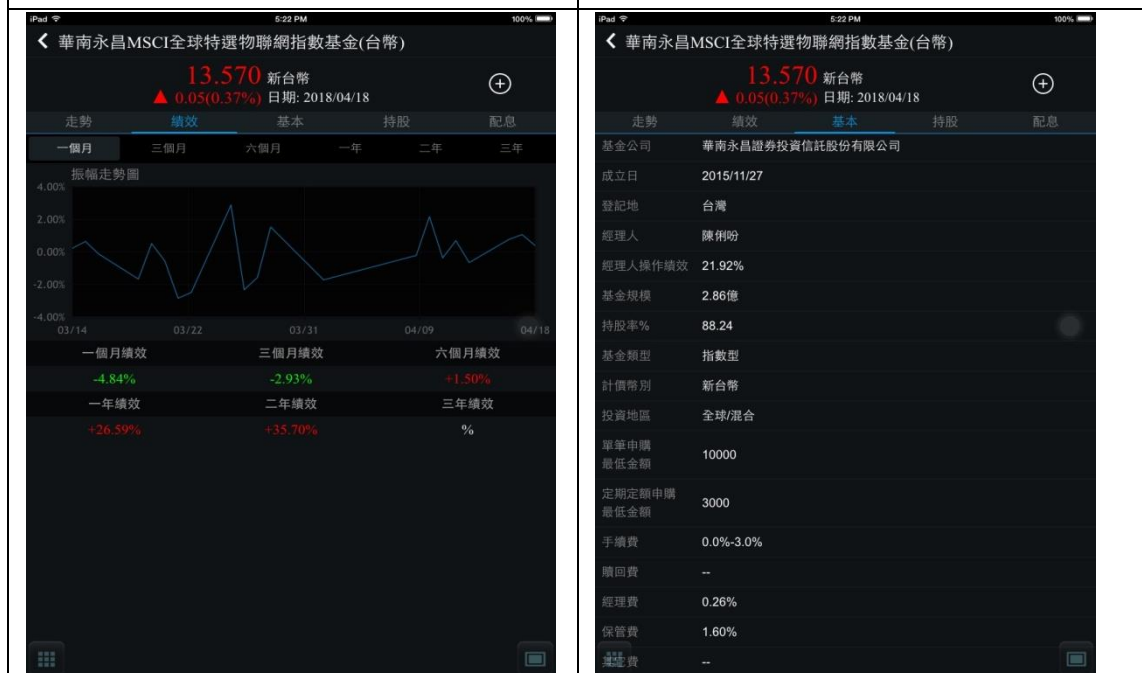 iPad 5:22 PM 100%
華南永昌MSCI全球特選物聯網指數基金(台幣)
13.570 新台幣
▲ 0.05(0.37%) 日期: 2018/04/18
走勢 績效 基本 持股 配息
一個月 三個月 六個月 一年 二年 三年
振幅走勢圖
4.00%
2.00%
0.00%
-2.00%
-4.00%
03/14 03/22 03/31 04/09 04/18
一個月績效 三個月績效 六個月績效
-4.84% -2.93% +1.50%
一年績效 二年績效 三年績效
+26.59% +35.70% %
iPad 5:22 PM 100%
華南永昌MSCI全球特選物聯網指數基金(台幣)
13.570 新台幣
▲ 0.05(0.37%) 日期: 2018/04/18
走勢 績效 基本 持股 配息
基金公司 華南永昌證券投資信託股份有限公司
成立日 2015/11/27
登記地 台灣
經理人 陳俐吩
經理人操作績效 21.92%
基金規模 2.86億
持股率% 88.24
基金類型 指數型
計價幣別 新台幣
投資地區 全球/混合
單筆申購
最低金額 10000
定期定額申購
最低金額 3000
手續費 0.0%-3.0%
贖回費 --
經理費 0.26%
保管費 1.60%
費 --